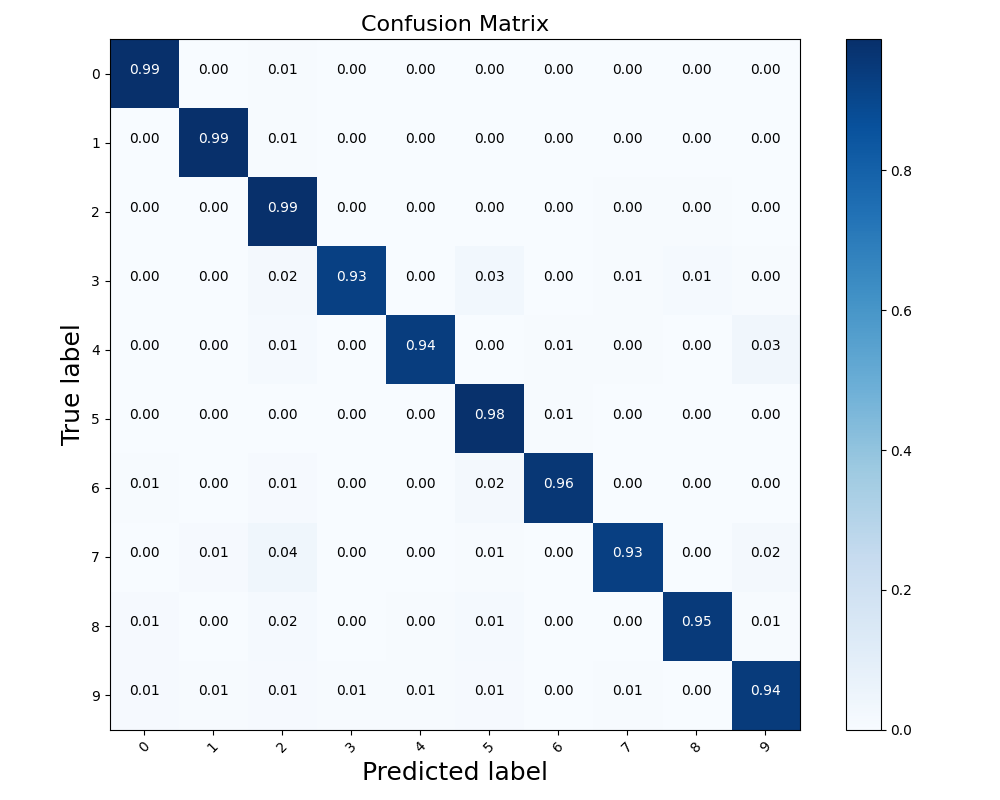 Confusion Matrix
0 0.99 0.00 0.01 0.00 0.00 0.00 0.00 0.00 0.00 0.00
1 0.00 0.99 0.01 0.00 0.00 0.00 0.00 0.00 0.00 0.00
2 0.00 0.00 0.99 0.00 0.00 0.00 0.00 0.00 0.00 0.00
3 0.00 0.00 0.02 0.93 0.00 0.03 0.00 0.01 0.01 0.00
4 0.00 0.00 0.01 0.00 0.94 0.00 0.01 0.00 0.00 0.03
5 0.00 0.00 0.00 0.00 0.00 0.98 0.01 0.00 0.00 0.00
6 0.01 0.00 0.01 0.00 0.00 0.02 0.96 0.00 0.00 0.00
7 0.00 0.01 0.04 0.00 0.00 0.01 0.00 0.93 0.00 0.02
8 0.01 0.00 0.02 0.00 0.00 0.01 0.00 0.00 0.95 0.01
9 0.01 0.01 0.01 0.01 0.01 0.01 0.00 0.01 0.00 0.94
0 1 2 3 4 5 6 7 8 9
True label
Predicted label
0.8
0.6
0.4
0.2
0.0